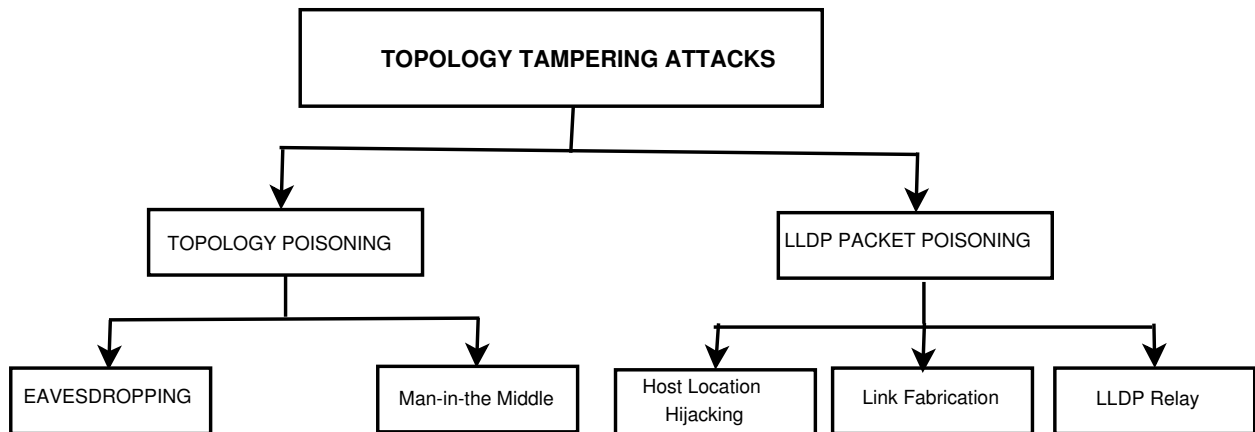 TOPOLOGY TAMPERING ATTACKS
TOPOLOGY POISONING
LLDP PACKET POISONING
EAVESDROPPING
Man-in-the Middle
Host Location
Hijacking
Link Fabrication
LLDP Relay